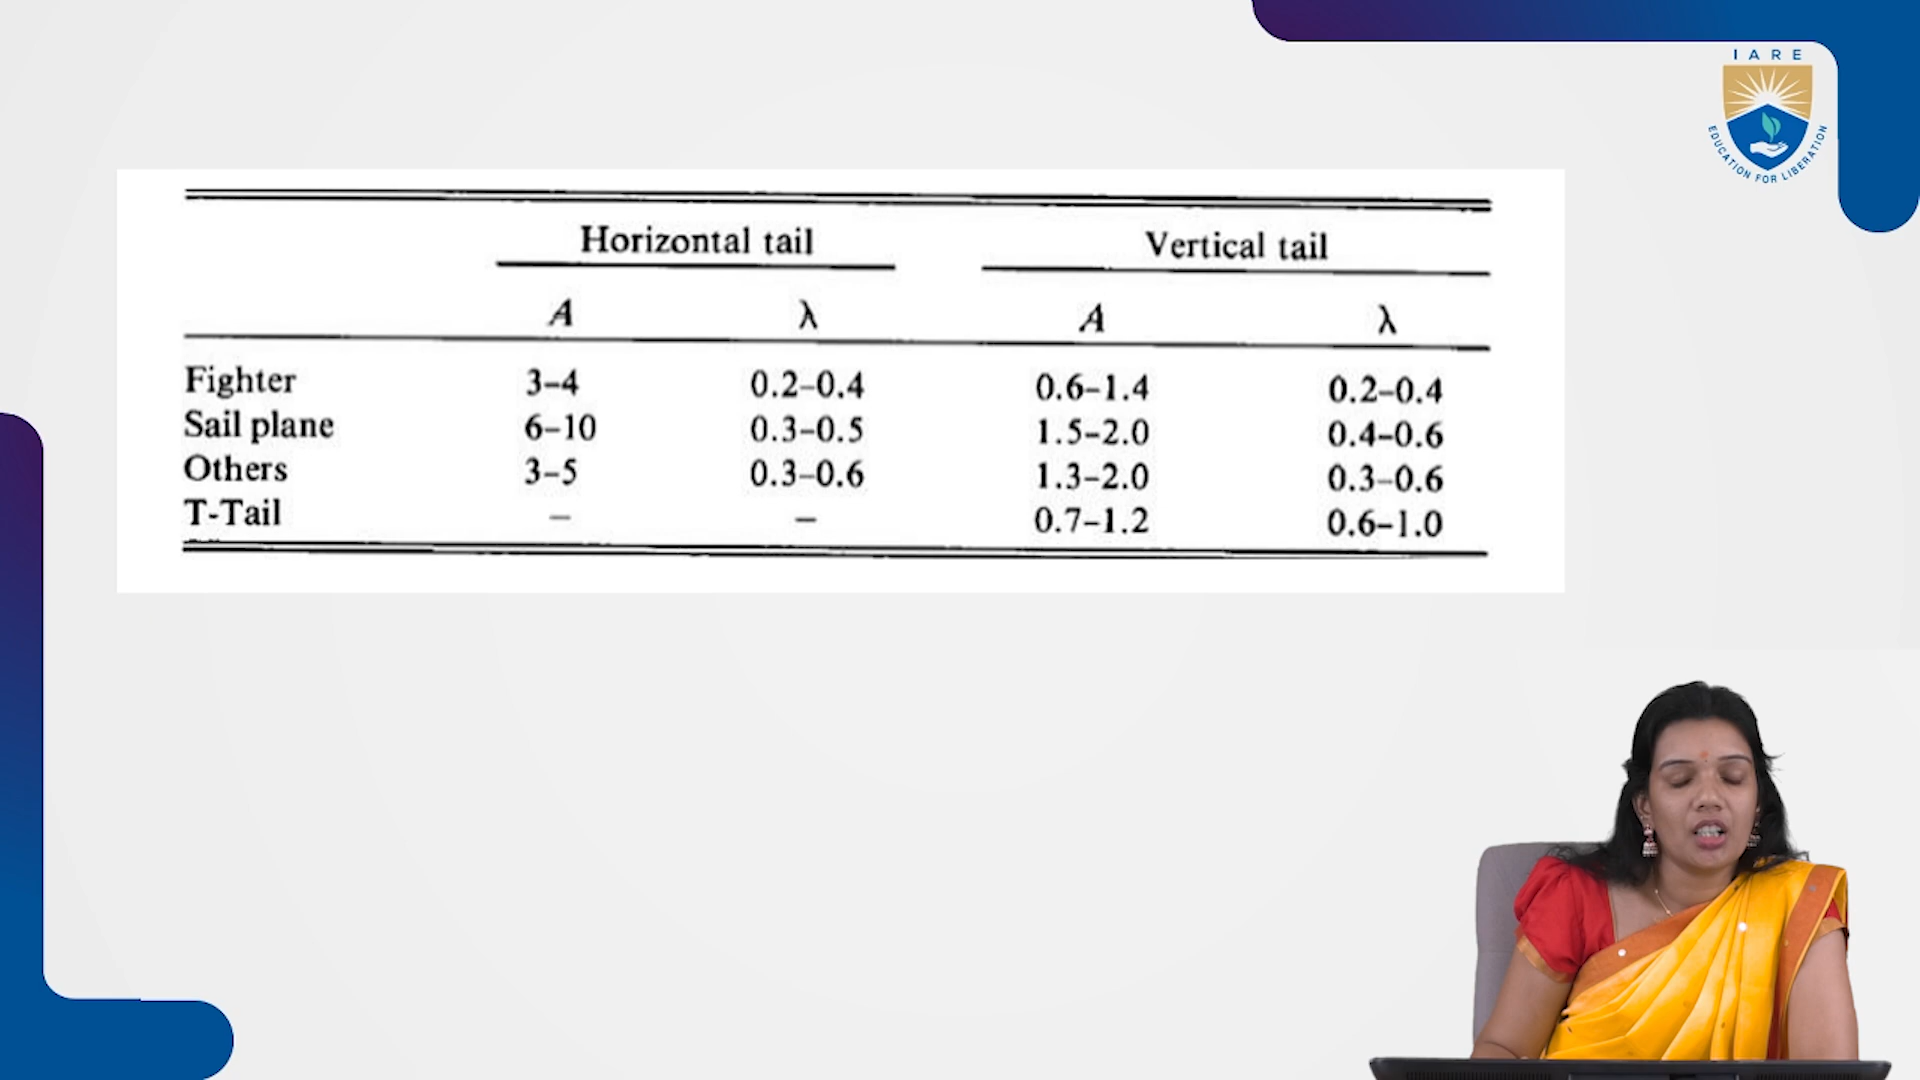 IARE
EDUCATION FOR LIBERATION
Horizontal tail Vertical tail
A λ A λ
Fighter 3–4 0.2–0.4 0.6–1.4 0.2–0.4
Sail plane 6–10 0.3–0.5 1.5–2.0 0.4–0.6
Others 3–5 0.3–0.6 1.3–2.0 0.3–0.6
T-Tail – – 0.7–1.2 0.6–1.0